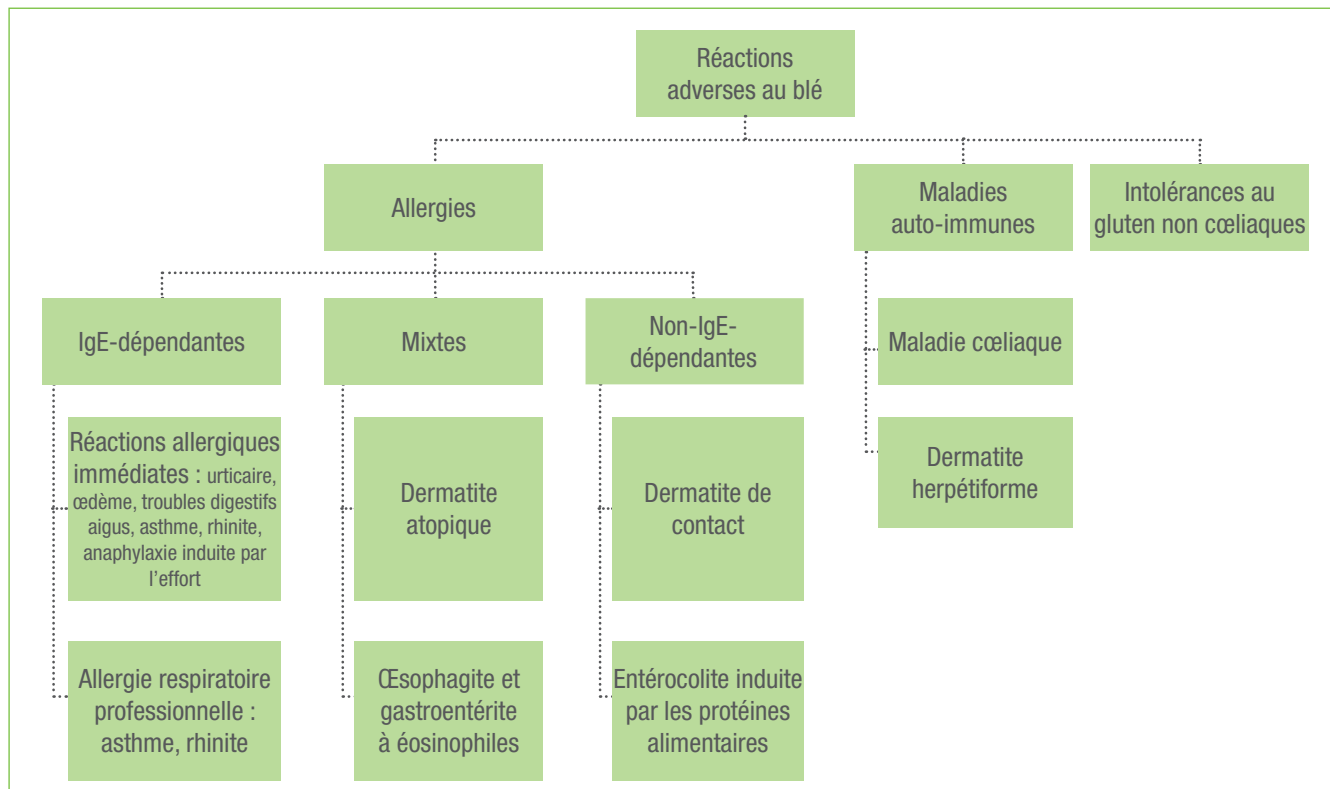 Réactions
adverses au blé
Allergies
Maladies
auto-immunes
Intolérances au
gluten non cœliaques
IgE-dépendantes
Mixtes
Non-IgE-
dépendantes
Maladie cœliaque
Réactions allergiques
immédiates : urticaire,
œdème, troubles digestifs
aigus, asthme, rhinite,
anaphylaxie induite par
l’effort
Dermatite
atopique
Dermatite de
contact
Dermatite
herpétiforme
Allergie respiratoire
professionnelle :
asthme, rhinite
Œsophagite et
gastroentérite
à éosinophiles
Entérocolite induite
par les protéines
alimentaires